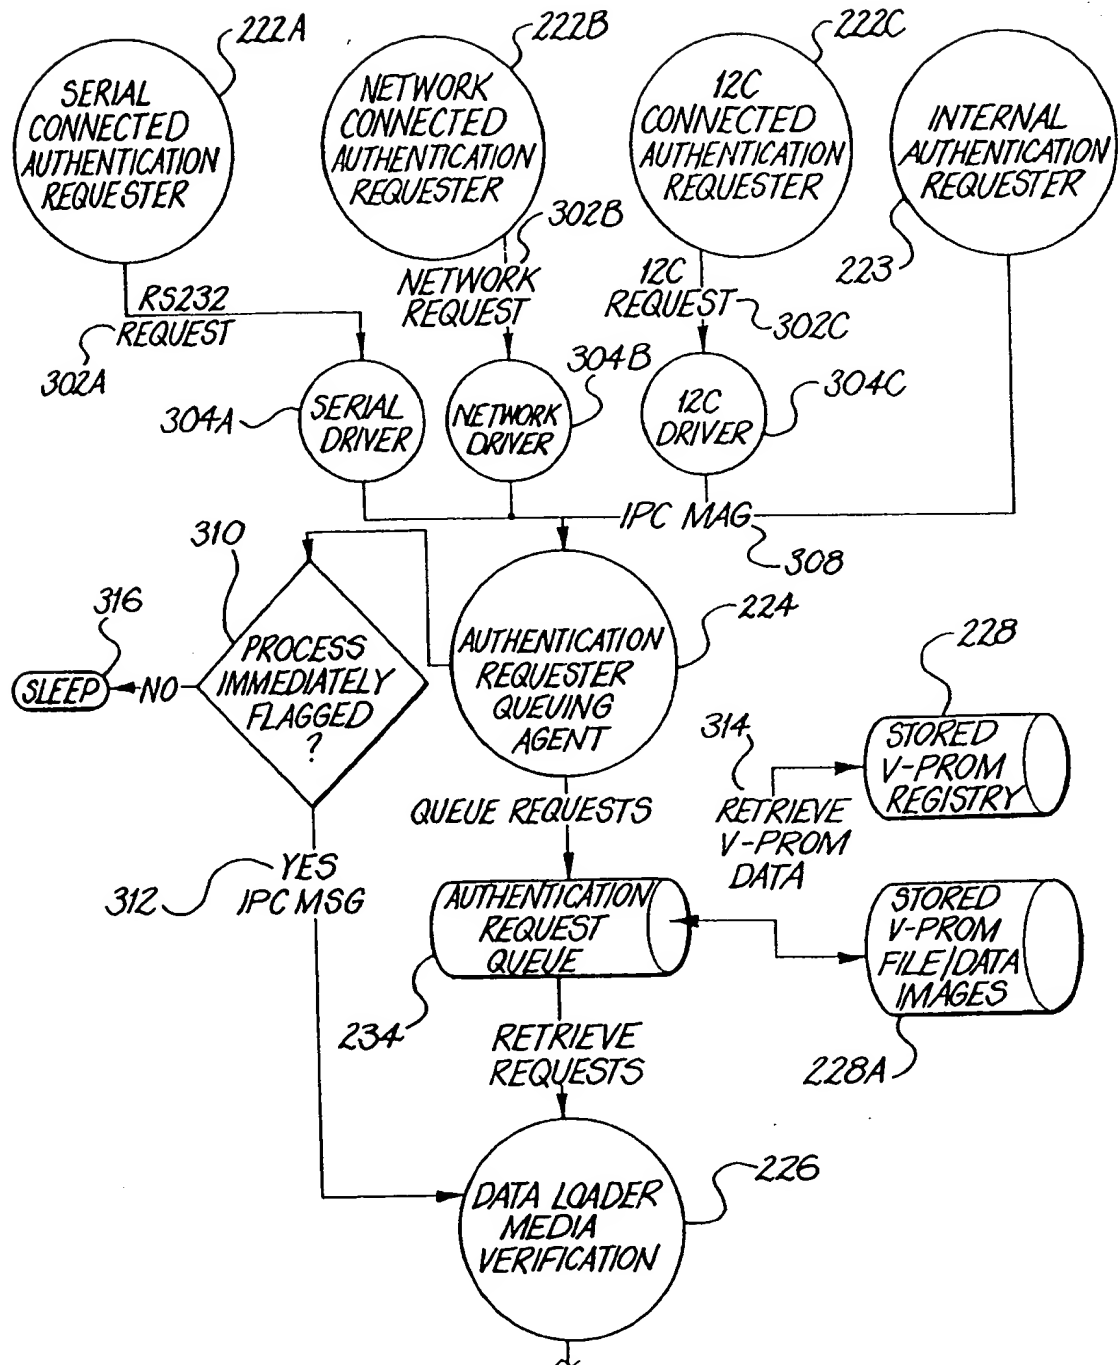 222A
222B
222C
SERIAL
CONNECTED
AUTHENTICATION
REQUESTER
NETWORK
CONNECTED
AUTHENTICATION
REQUESTER
12C
CONNECTED
AUTHENTICATION
REQUESTER
INTERNAL
AUTHENTICATION
REQUESTER
223
302B
RS232
REQUEST
302A
NETWORK
REQUEST
12C
REQUEST
302C
304A
SERIAL
DRIVER
NETWORK
DRIVER
304B
12C
DRIVER
304C
IPC MAG
308
310
316
SLEEP
NO
PROCESS
IMMEDIATELY
FLAGGED
?
AUTHENTICATION
REQUESTER
QUEUING
AGENT
224
228
STORED
V-PROM
REGISTRY
314
RETRIEVE
V-PROM
DATA
QUEUE REQUESTS
YES
IPC MSG
312
AUTHENTICATION
REQUEST
QUEUE
234
STORED
V-PROM
FILE/DATA
IMAGES
228A
RETRIEVE
REQUESTS
DATA LOADER
MEDIA
VERIFICATION
226